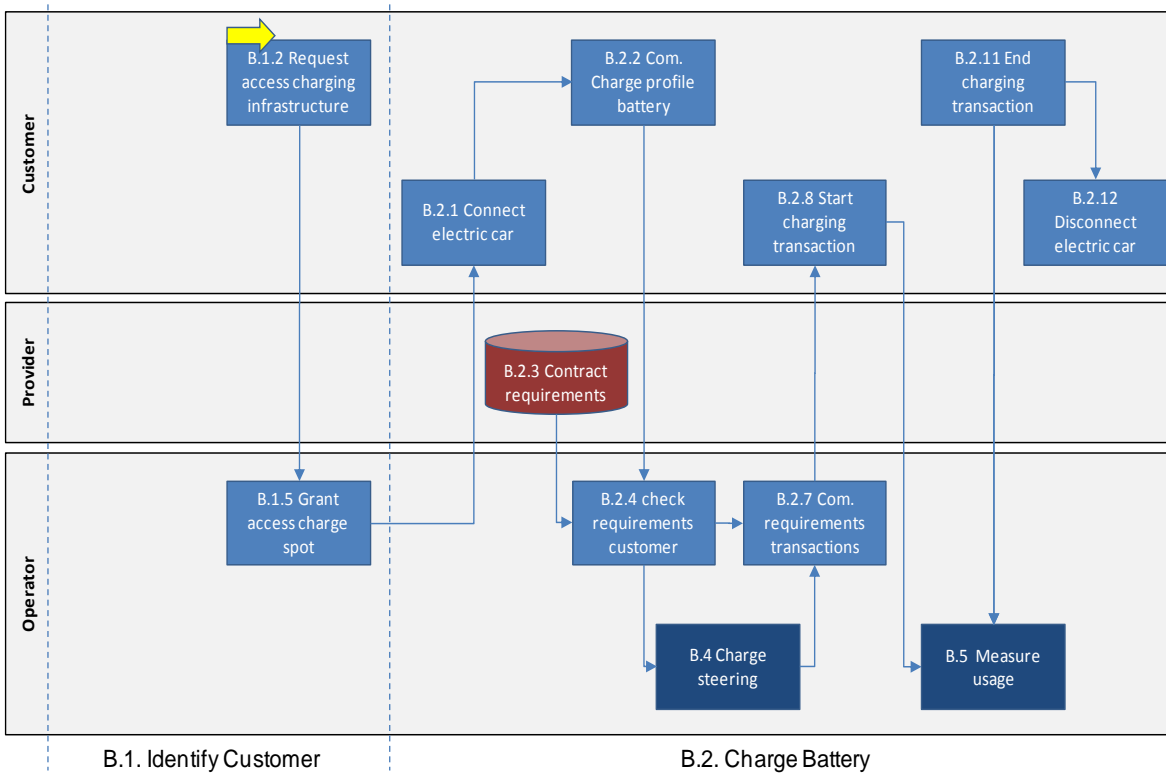 Customer
B.1.2 Request
access charging
infrastructure
B.2.2 Com.
Charge profile
battery
B.2.11 End
charging
transaction
B.2.1 Connect
electric car
B.2.8 Start
charging
transaction
B.2.12
Disconnect
electric car
Provider
B.2.3 Contract
requirements
Operator
B.1.5 Grant
access charge
spot
B.2.4 check
requirements
customer
B.2.7 Com.
requirements
transactions
B.4 Charge
steering
B.5 Measure
usage
B.1. Identify Customer
B.2. Charge Battery